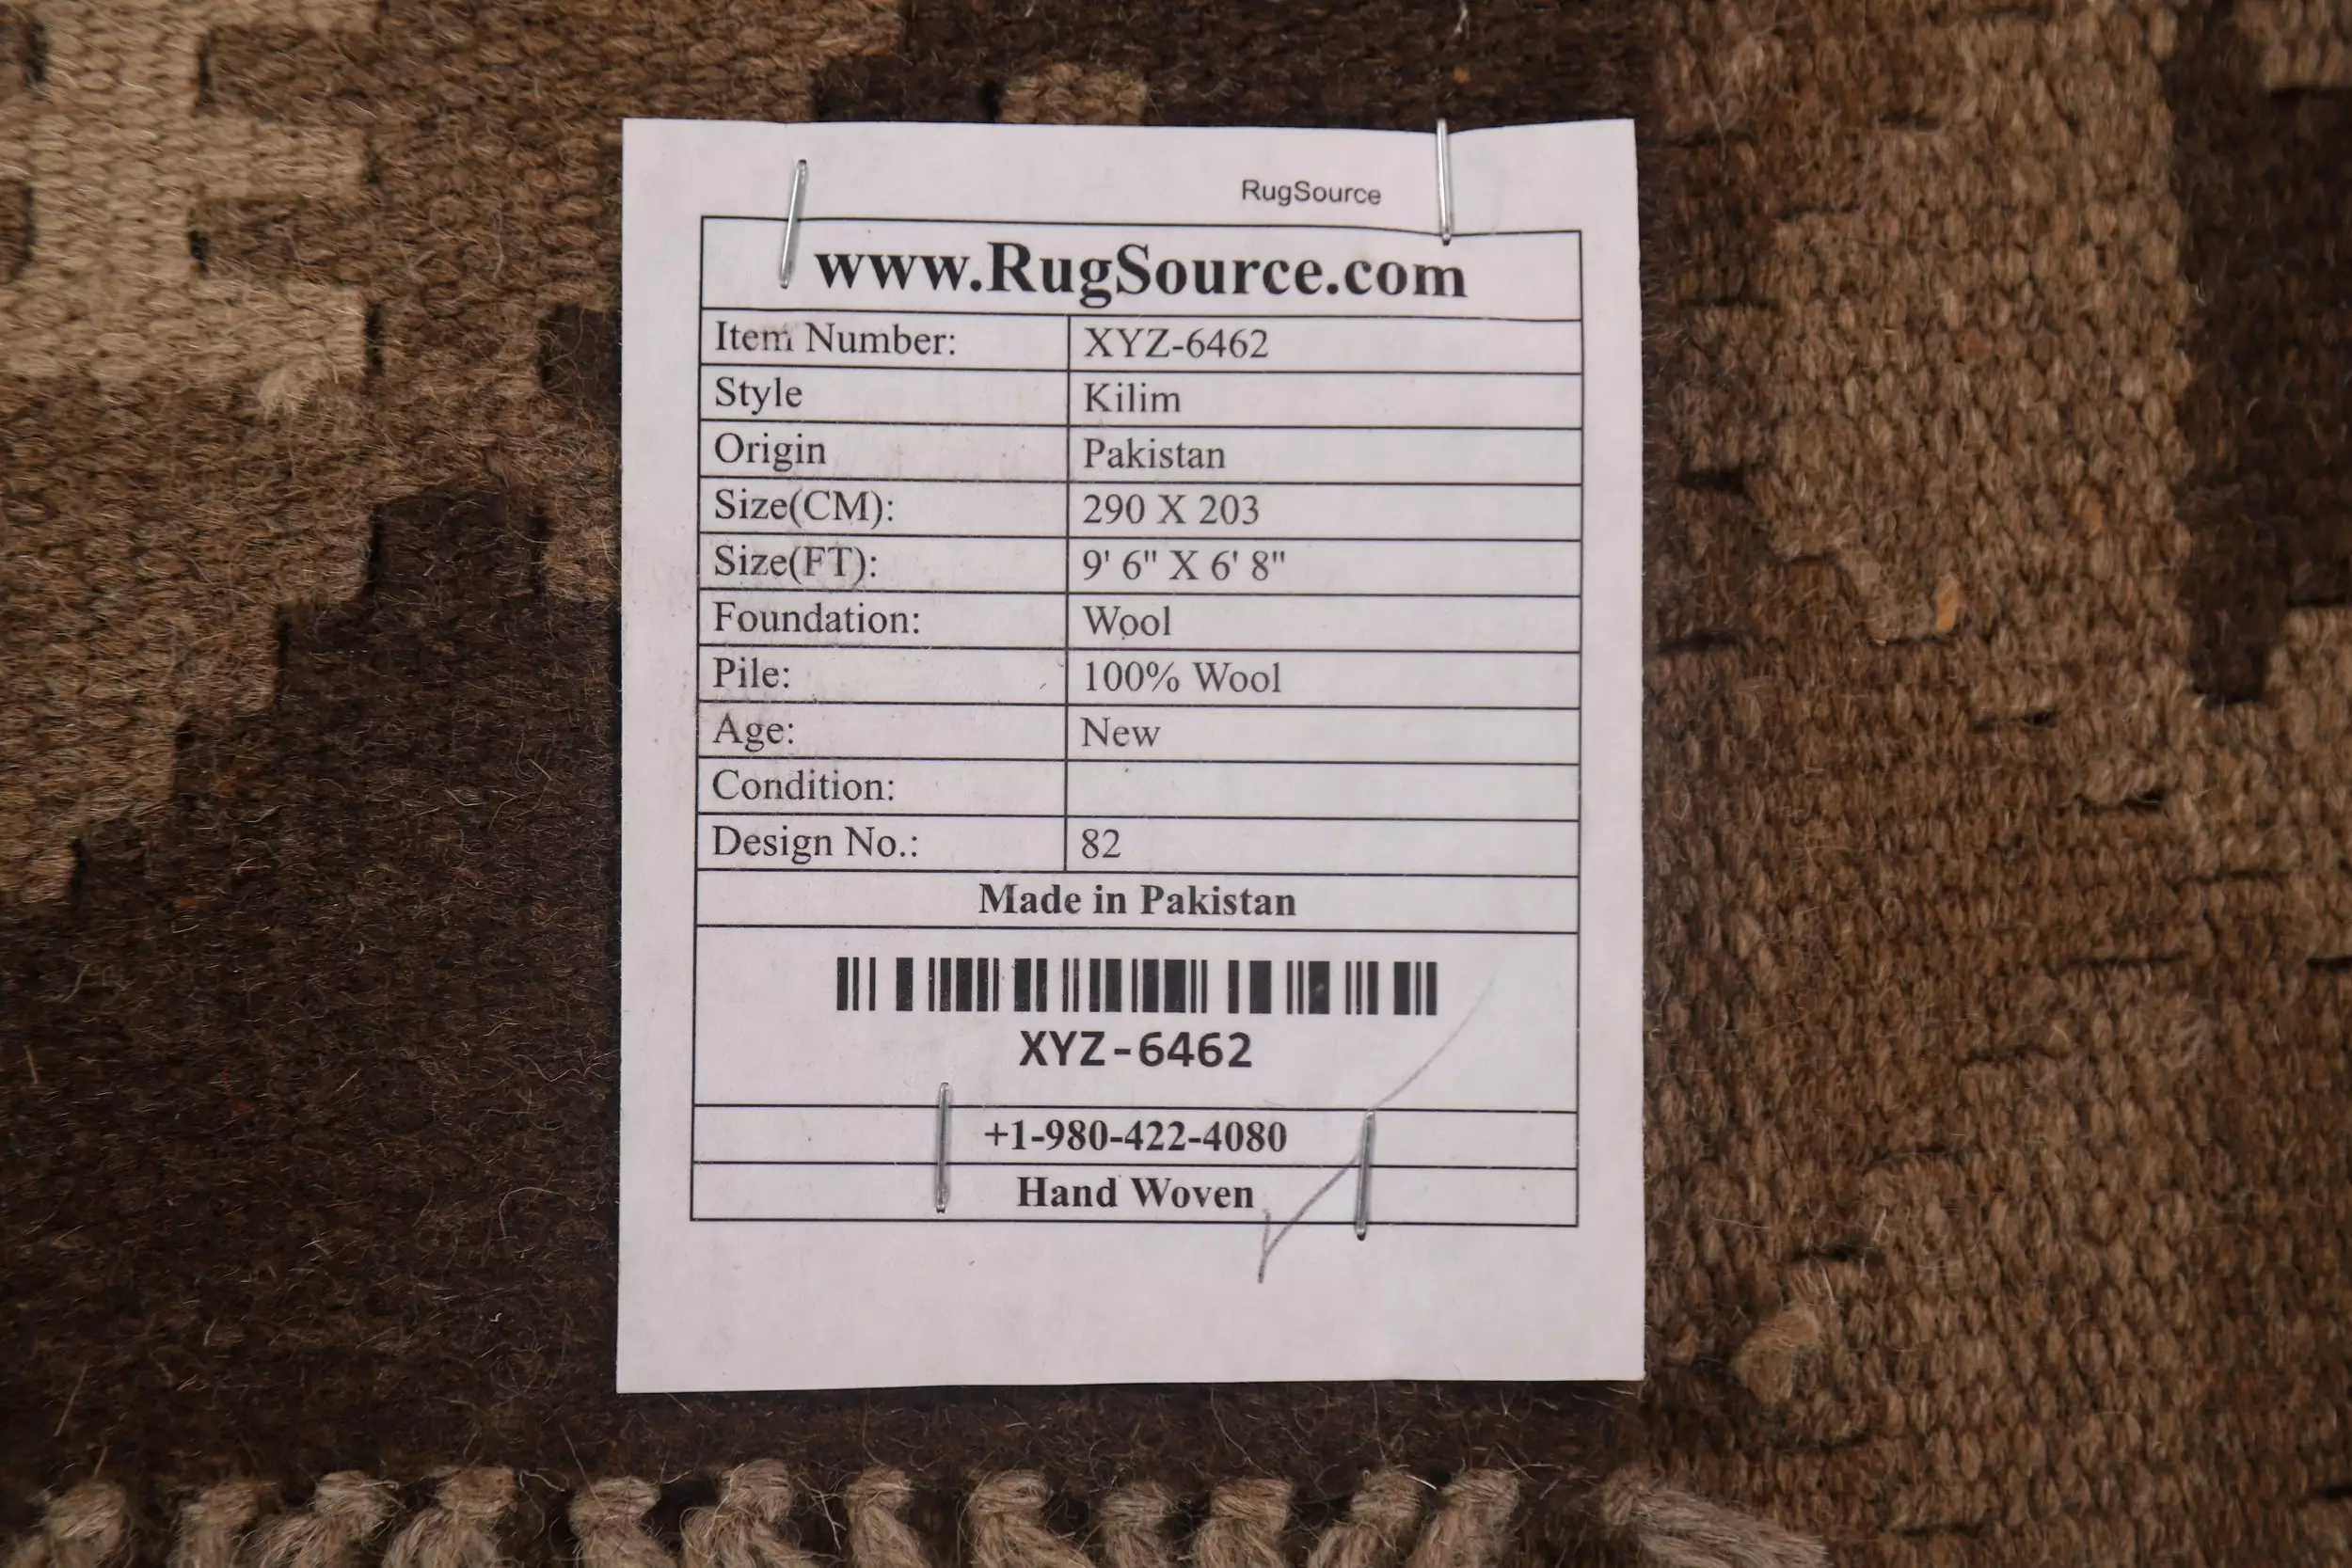 RugSource
www.RugSource.com
Item Number: XYZ-6462
Style Kilim
Origin Pakistan
Size(CM): 290 X 203
Size(FT): 9' 6" X 6' 8"
Foundation: Wool
Pile: 100% Wool
Age: New
Condition:
Design No.: 82
Made in Pakistan
XYZ-6462
+1-980-422-4080
Hand Woven